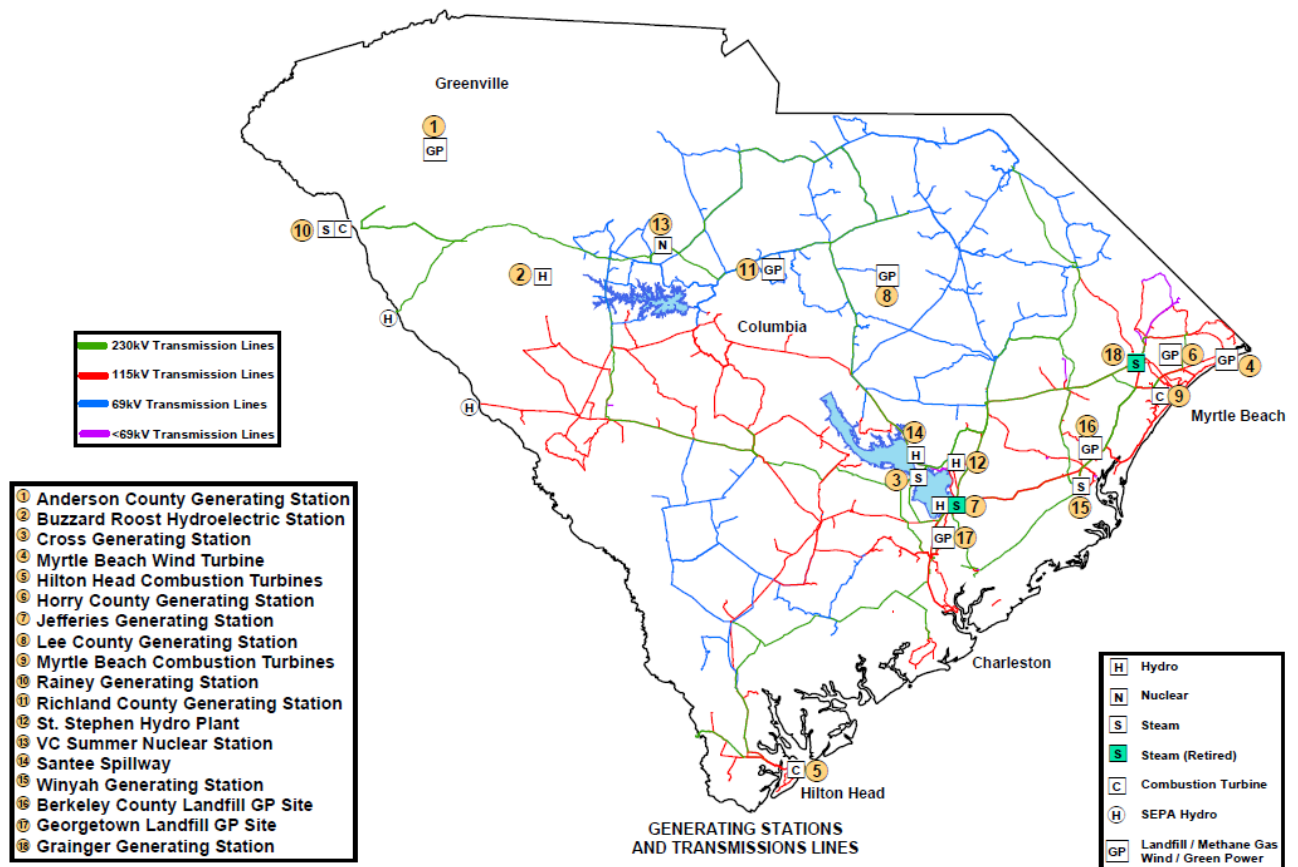 Greenville
1
GP
10
S
C
13
N
2
H
11
GP
GP
8
H
Columbia
H
230kV Transmission Lines
115kV Transmission Lines
69kV Transmission Lines
<69kV Transmission Lines
18
S
GP
6
GP
4
C
9
Myrtle Beach
16
GP
14
H
H
12
3
S
S
15
H
S
7
GP
17
Charleston
C
5
Hilton Head
1 Anderson County Generating Station
2 Buzzard Roost Hydroelectric Station
3 Cross Generating Station
4 Myrtle Beach Wind Turbine
5 Hilton Head Combustion Turbines
6 Horry County Generating Station
7 Jefferies Generating Station
8 Lee County Generating Station
9 Myrtle Beach Combustion Turbines
10 Rainey Generating Station
11 Richland County Generating Station
12 St. Stephen Hydro Plant
13 VC Summer Nuclear Station
14 Santee Spillway
15 Winyah Generating Station
16 Berkeley County Landfill GP Site
17 Georgetown Landfill GP Site
18 Grainger Generating Station
H Hydro
N Nuclear
S Steam
S Steam (Retired)
C Combustion Turbine
H SEPA Hydro
GP Landfill / Methane Gas
Wind / Green Power
GENERATING STATIONS
AND TRANSMISSIONS LINES